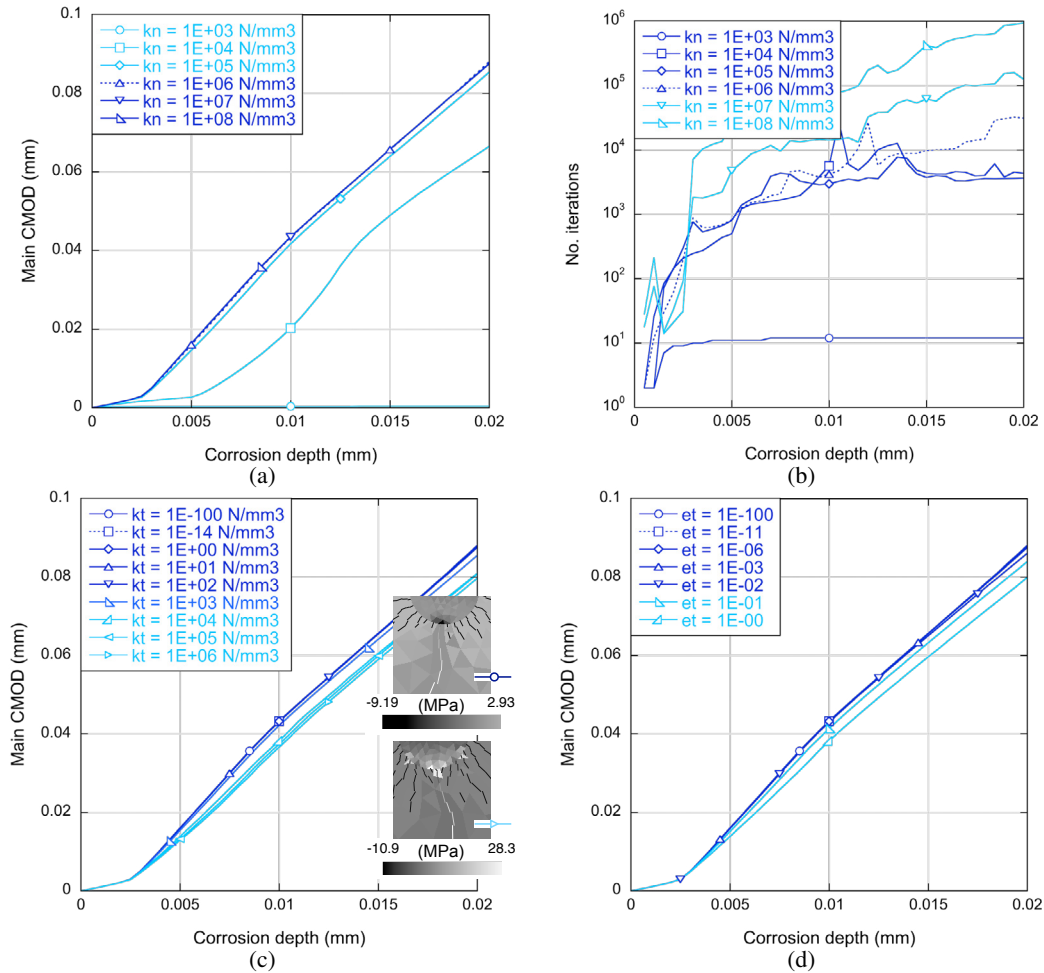 0.1
0.08
0.06
0.04
0.02
0
Main CMOD (mm)
kn = 1E+03 N/mm3
kn = 1E+04 N/mm3
kn = 1E+05 N/mm3
kn = 1E+06 N/mm3
kn = 1E+07 N/mm3
kn = 1E+08 N/mm3
0 0.005 0.01 0.015 0.02
Corrosion depth (mm)
(a)
10^6
10^5
10^4
10^3
10^2
10^1
10^0
No. iterations
kn = 1E+03 N/mm3
kn = 1E+04 N/mm3
kn = 1E+05 N/mm3
kn = 1E+06 N/mm3
kn = 1E+07 N/mm3
kn = 1E+08 N/mm3
0 0.005 0.01 0.015 0.02
Corrosion depth (mm)
(b)
0.1
0.08
0.06
0.04
0.02
0
Main CMOD (mm)
kt = 1E-100 N/mm3
kt = 1E-14 N/mm3
kt = 1E+00 N/mm3
kt = 1E+01 N/mm3
kt = 1E+02 N/mm3
kt = 1E+03 N/mm3
kt = 1E+04 N/mm3
kt = 1E+05 N/mm3
kt = 1E+06 N/mm3
-9.19 (MPa) 2.93
-10.9 (MPa) 28.3
0 0.005 0.01 0.015 0.02
Corrosion depth (mm)
(c)
0.1
0.08
0.06
0.04
0.02
0
Main CMOD (mm)
et = 1E-100
et = 1E-11
et = 1E-06
et = 1E-03
et = 1E-02
et = 1E-01
et = 1E-00
0 0.005 0.01 0.015 0.02
Corrosion depth (mm)
(d)